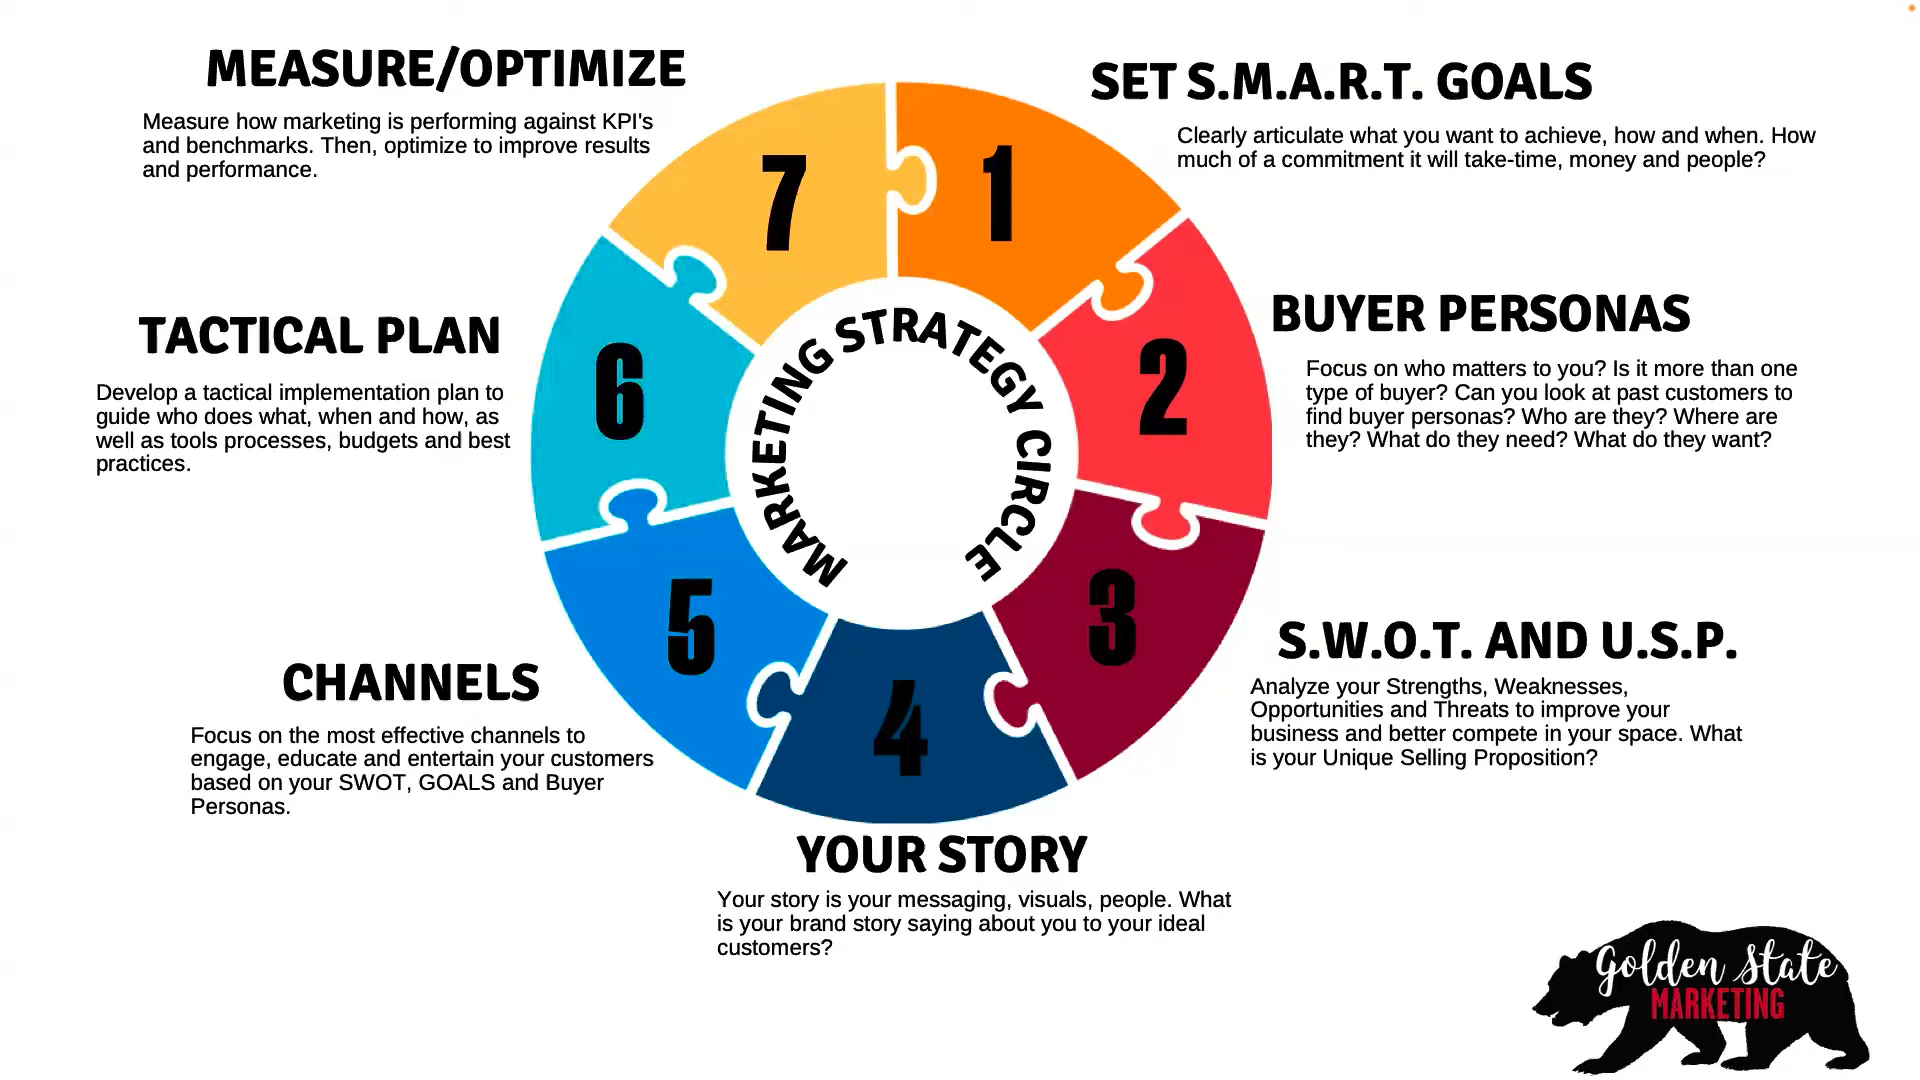 MEASURE/OPTIMIZE
Measure how marketing is performing against KPI's
and benchmarks. Then, optimize to improve results
and performance.
SET S.M.A.R.T. GOALS
Clearly articulate what you want to achieve, how and when. How
much of a commitment it will take-time, money and people?
7
1
TACTICAL PLAN
Develop a tactical implementation plan to
guide who does what, when and how, as
well as tools processes, budgets and best
practices.
6
MARKETING STRATEGY CIRCLE
2
BUYER PERSONAS
Focus on who matters to you? Is it more than one
type of buyer? Can you look at past customers to
find buyer personas? Who are they? Where are
they? What do they need? What do they want?
5
3
4
CHANNELS
Focus on the most effective channels to
engage, educate and entertain your customers
based on your SWOT, GOALS and Buyer
Personas.
S.W.O.T. AND U.S.P.
Analyze your Strengths, Weaknesses,
Opportunities and Threats to improve your
business and better compete in your space. What
is your Unique Selling Proposition?
YOUR STORY
Your story is your messaging, visuals, people. What
is your brand story saying about you to your ideal
customers?
Golden State
MARKETING